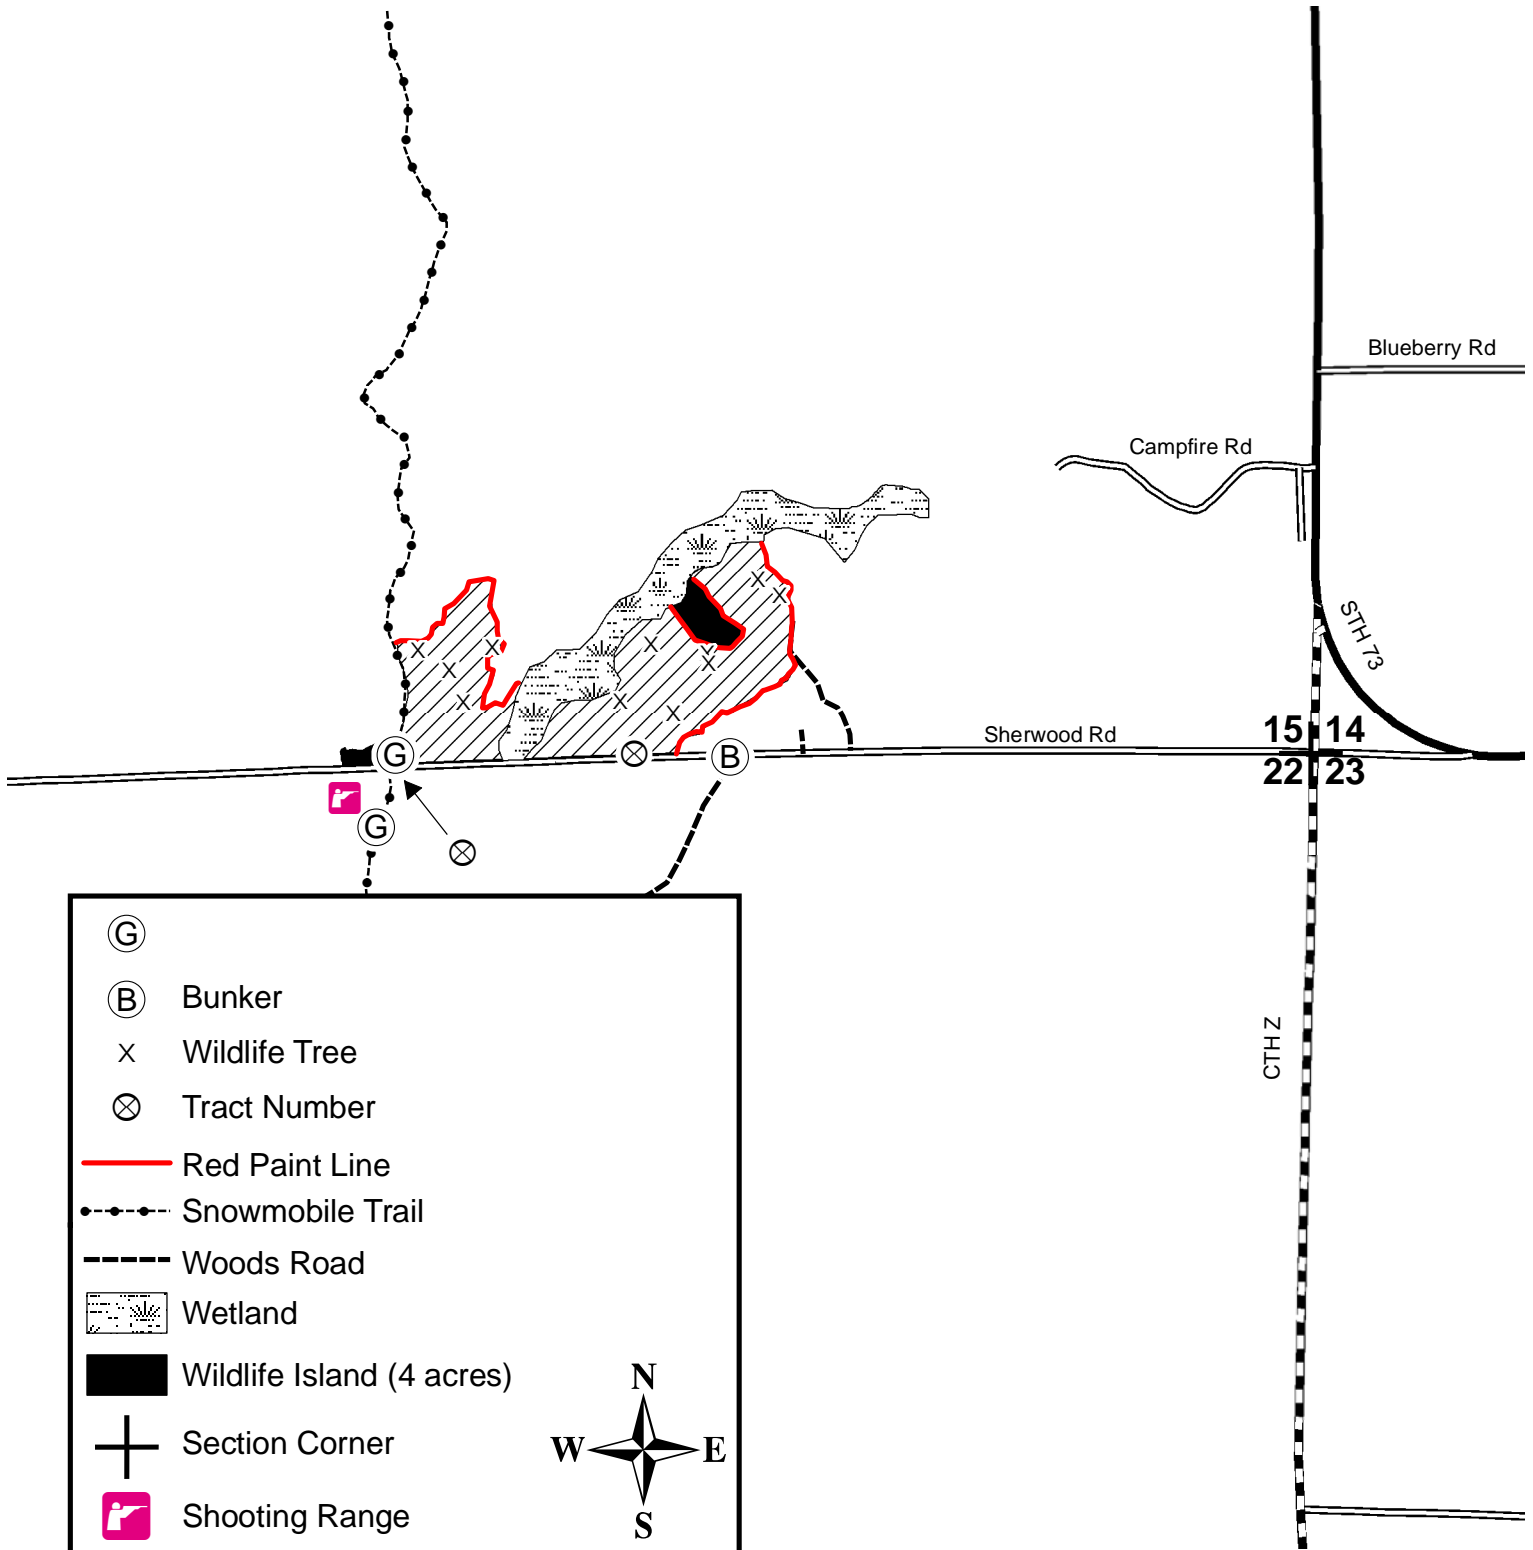 Blueberry Rd
Campfire Rd
STH 73
Sherwood Rd
15 14
22 23
G
B
G
CTH Z
G
B Bunker
X Wildlife Tree
Tract Number
Red Paint Line
Snowmobile Trail
Woods Road
Wetland
Wildlife Island (4 acres)
Section Corner
Shooting Range
N
W E
S